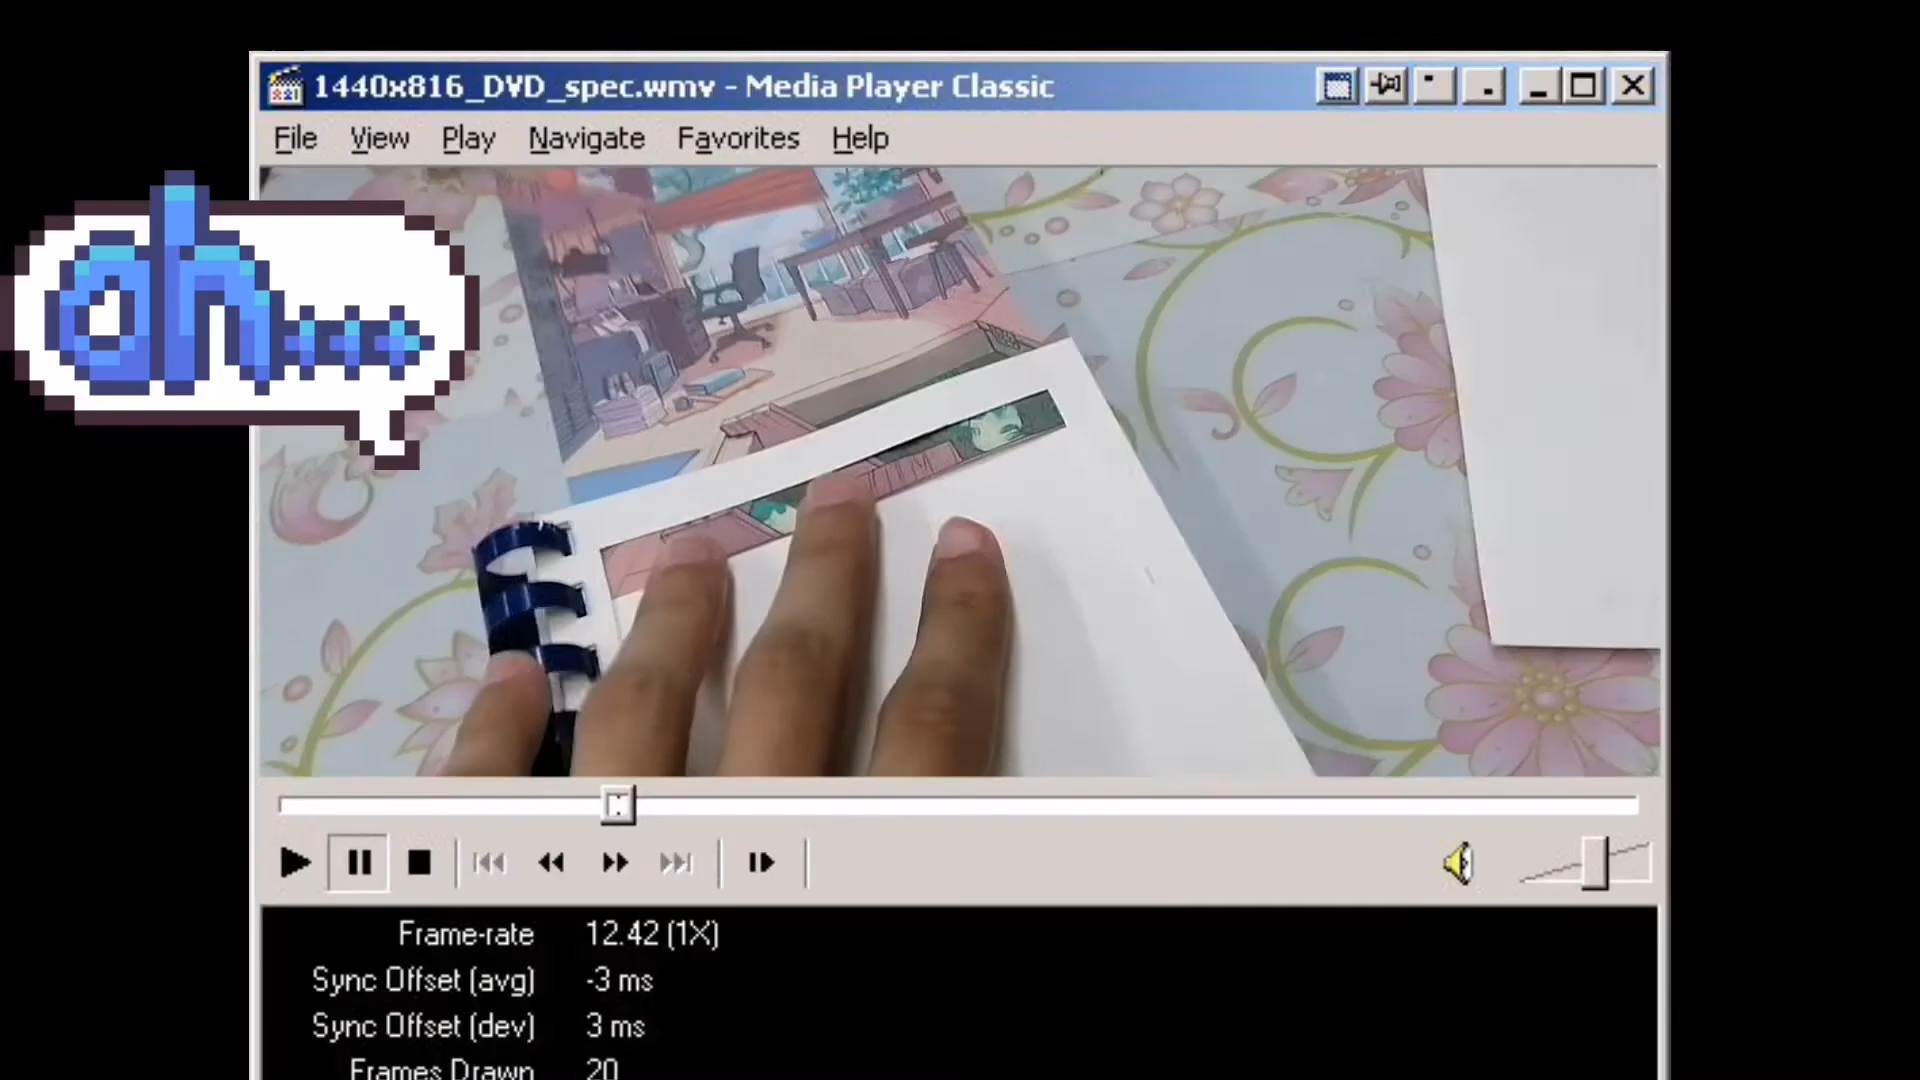 1440x816_DVD_spec.wmv - Media Player Classic
File View Play Navigate Favorites Help
ah...
Frame-rate 12.42 (1X)
Sync Offset (avg) -3 ms
Sync Offset (dev) 3 ms
Frames Drawn 20